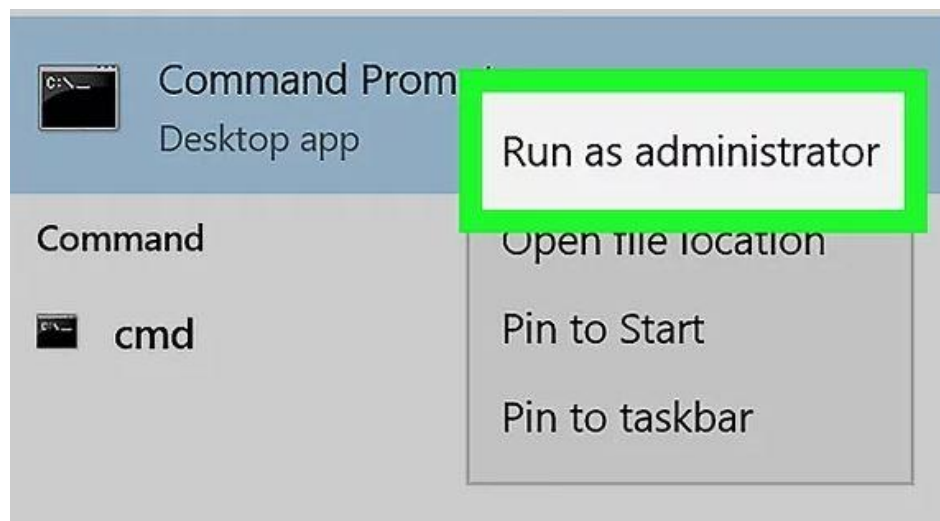 Command Prom
Desktop app
Run as administrator
Command
Open file location
cmd
Pin to Start
Pin to taskbar